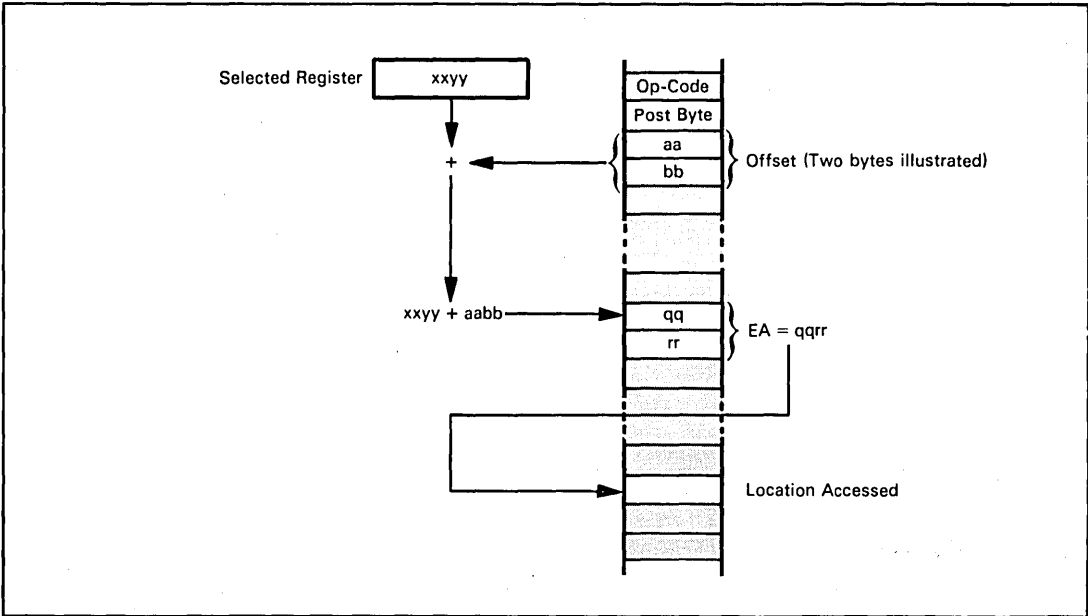 Selected Register
xxyy
Op-Code
Post Byte
aa
bb
+
Offset (Two bytes illustrated)
xxyy + aabb
qq
rr
EA = qqrr
Location Accessed